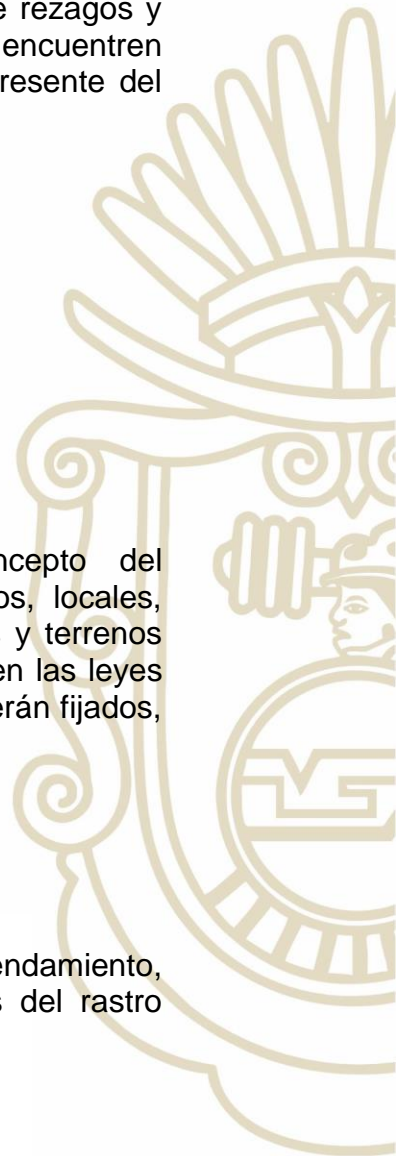 e rezagos y
encuentren
resente del
ncepto del
os, locales,
y terrenos
en las leyes
erán fijados,
endamiento,
s del rastro